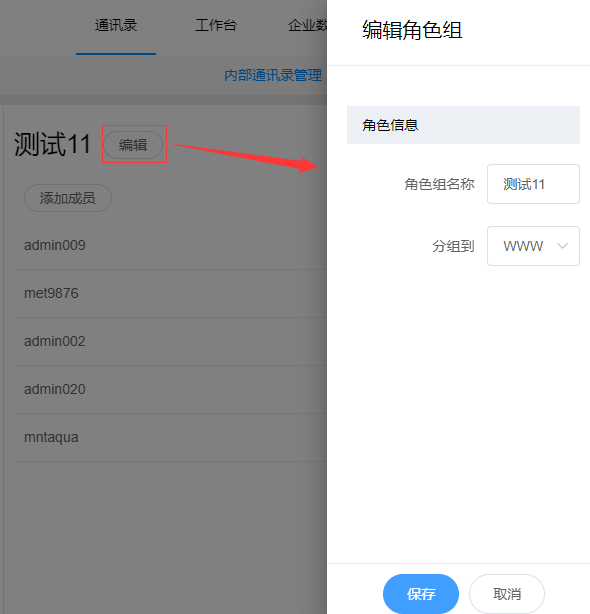 通讯录 工作台 企业数
内部通讯录管理
测试11 编辑
添加成员
admin009
met9876
admin002
admin020
mntaqua
编辑角色组
角色信息
角色组名称 测试11
分组到 WWW
保存 取消